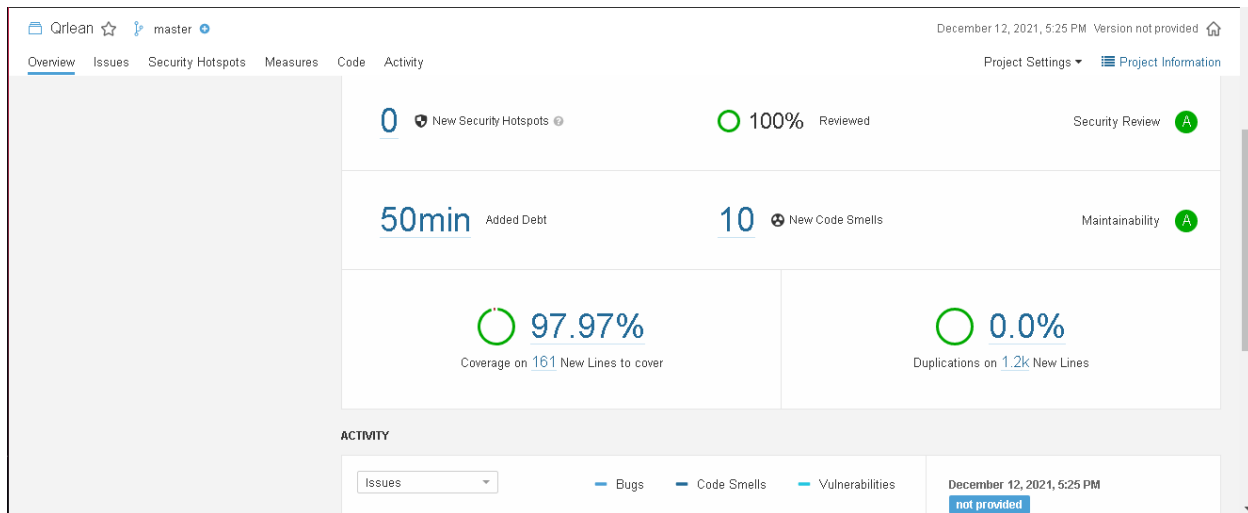 Qrlean master
December 12, 2021, 5:25 PM Version not provided
Overview Issues Security Hotspots Measures Code Activity
Project Settings Project Information
0 New Security Hotspots
100% Reviewed
Security Review A
50min Added Debt
10 New Code Smells
Maintainability A
97.97%
Coverage on 161 New Lines to cover
0.0%
Duplications on 1.2k New Lines
ACTIVITY
Issues
Bugs Code Smells Vulnerabilities
December 12, 2021, 5:25 PM
not provided